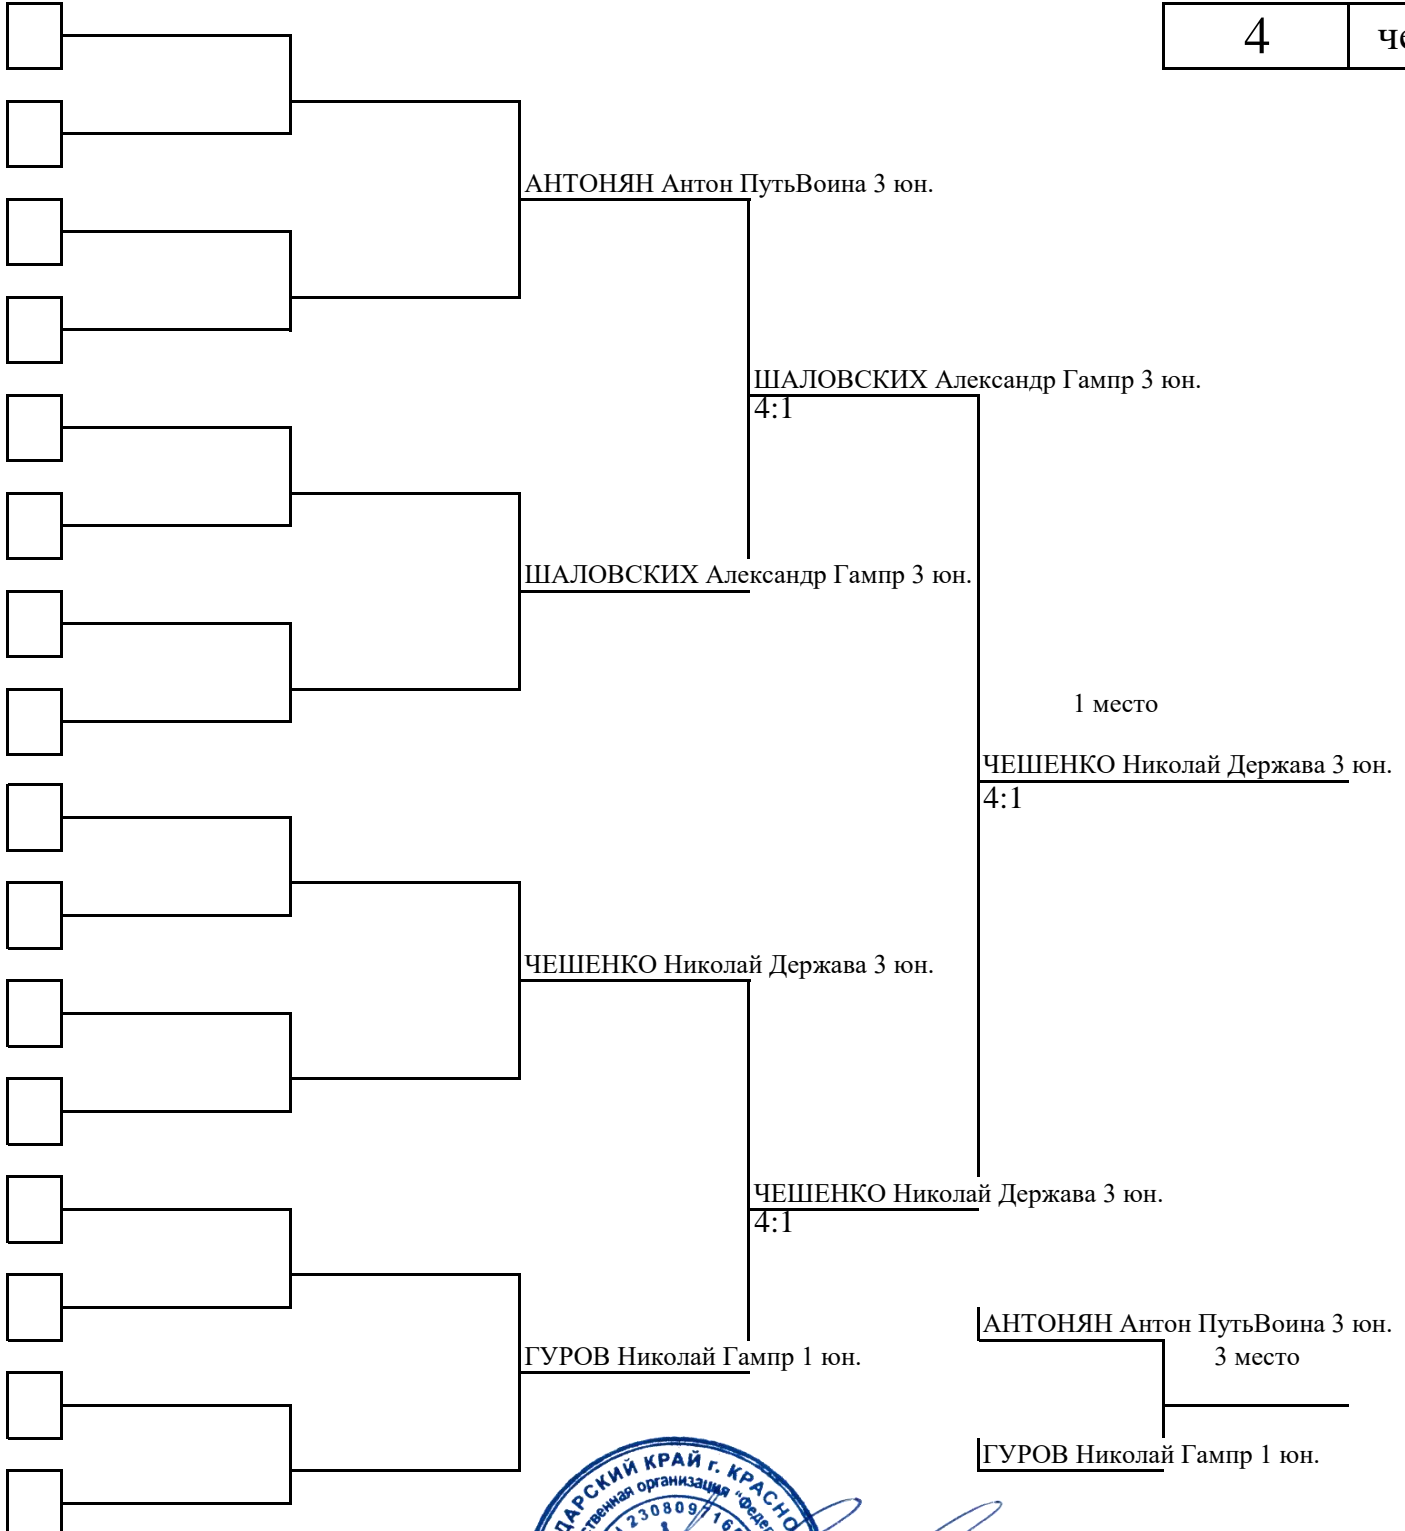 4
АНТОНЯН Антон ПутьВоина 3 юн.
ШАЛОВСКИХ Александр Гампр 3 юн.
4:1
ШАЛОВСКИХ Александр Гампр 3 юн.
1 место
ЧЕШЕНКО Николай Держава 3 юн.
4:1
ЧЕШЕНКО Николай Держава 3 юн.
ЧЕШЕНКО Николай Держава 3 юн.
4:1
АНТОНЯН Антон ПутьВоина 3 юн.
ГУРОВ Николай Гампр 1 юн.
3 место
ГУРОВ Николай Гампр 1 юн.
КРАЙ г.
организация